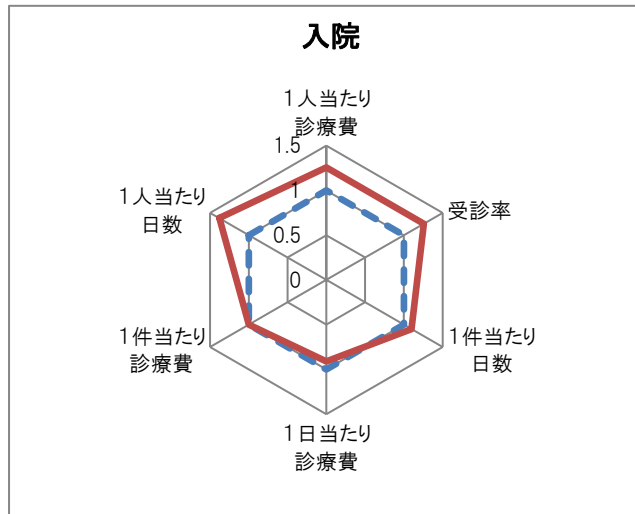 入院
1人当たり
診療費
1.5
1人当たり
日数
1
受診率
0.5
0
1件当たり
診療費
1件当たり
日数
1日当たり
診療費